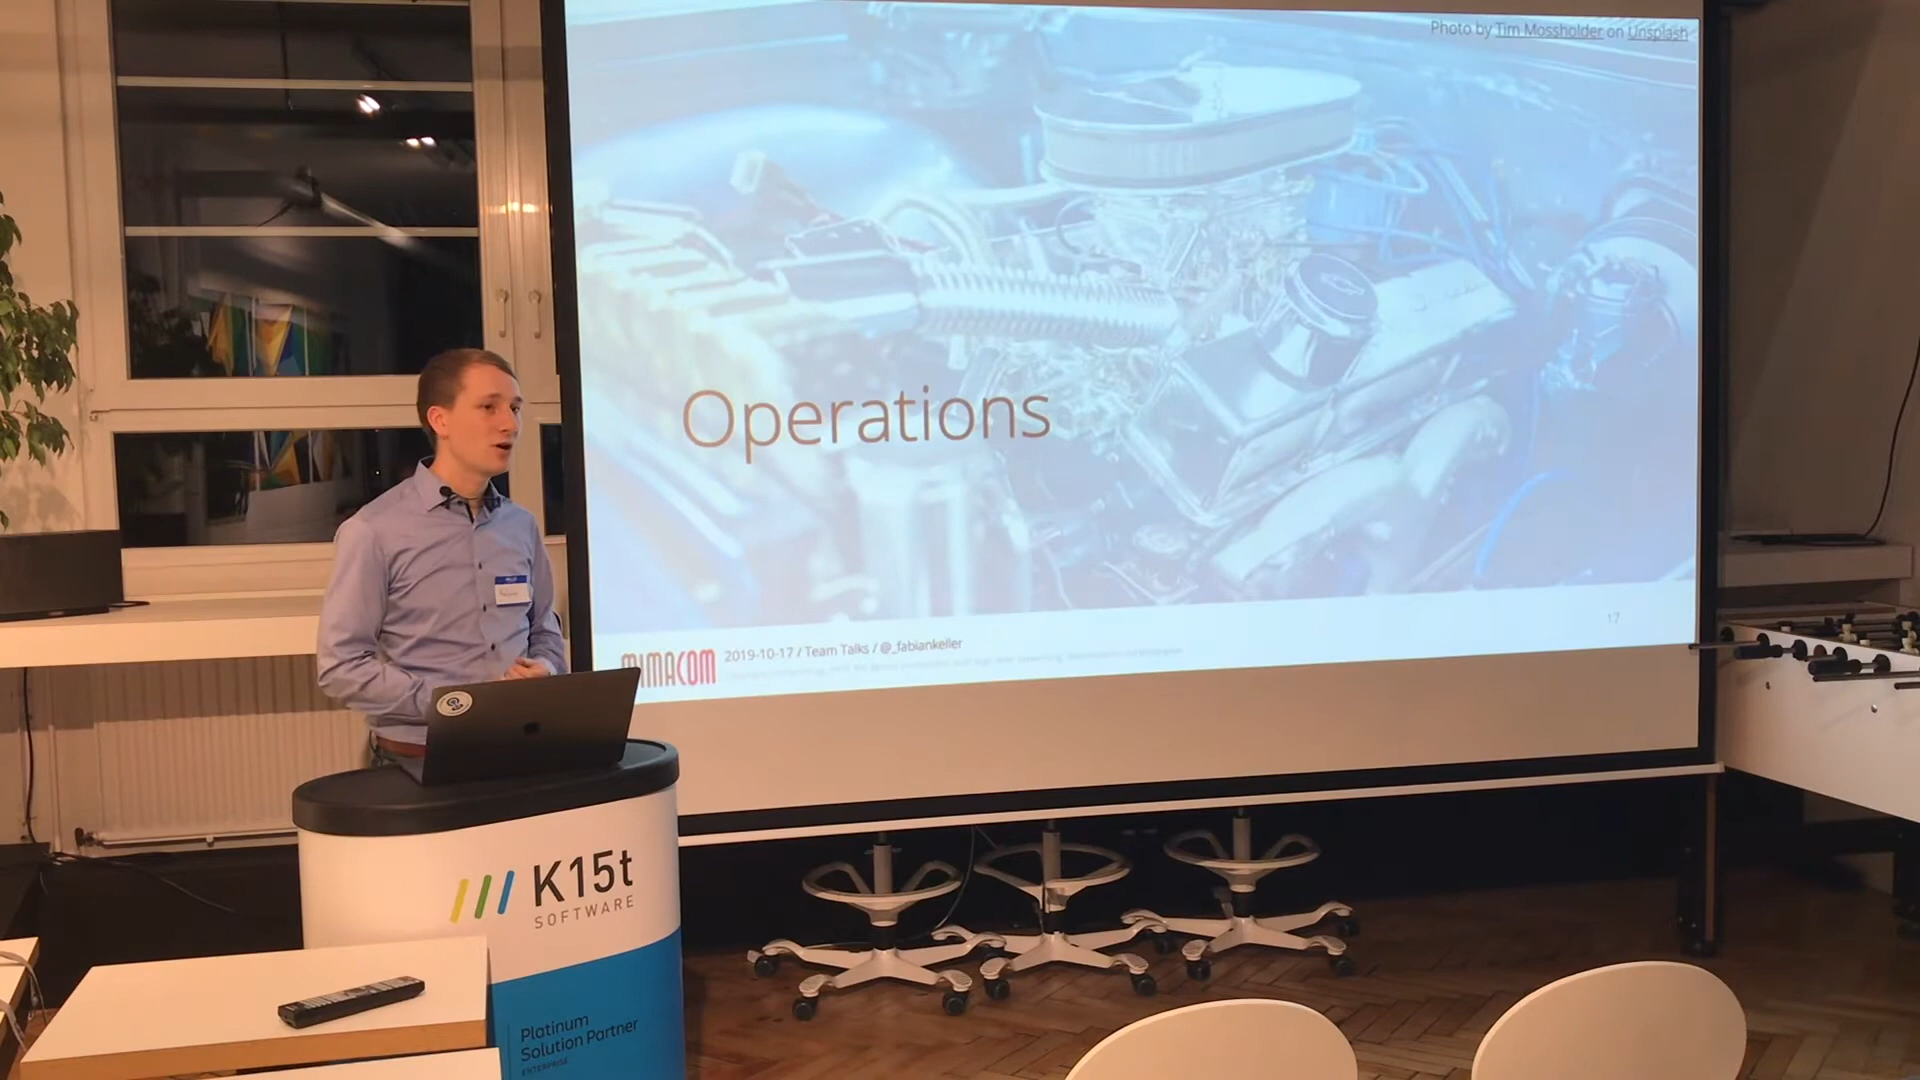 Photo by Tim Mossholder on Unsplash
Operations
17
MIMACOM
2019-10-17 / Team Talks / @_fabiankeller
K15t
SOFTWARE
Platinum
Solution Partner
ENTERPRISE